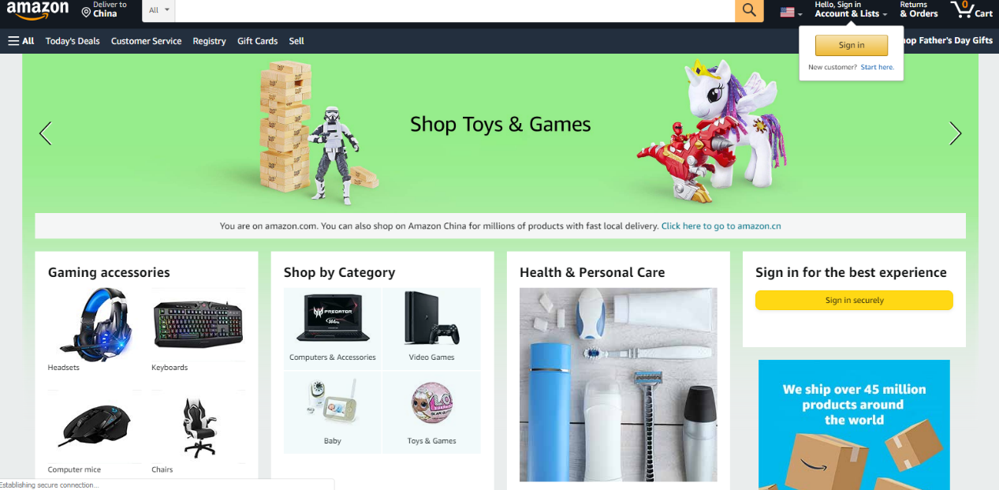 amazon
Deliver to
China
All
Hello, Sign in
Account & Lists
Returns
& Orders
0
Cart
All
Today's Deals
Customer Service
Registry
Gift Cards
Sell
op Father's Day Gifts
Sign in
New customer? Start here.
Shop Toys & Games
You are on amazon.com. You can also shop on Amazon China for millions of products with fast local delivery. Click here to go to amazon.cn
Gaming accessories
Headsets
Keyboards
Computer mice
Chairs
Shop by Category
PREDATOR
Computers & Accessories
Video Games
Baby
Toys & Games
Health & Personal Care
Sign in for the best experience
Sign in securely
We ship over 45 million
products around
the world
Establishing secure connection...